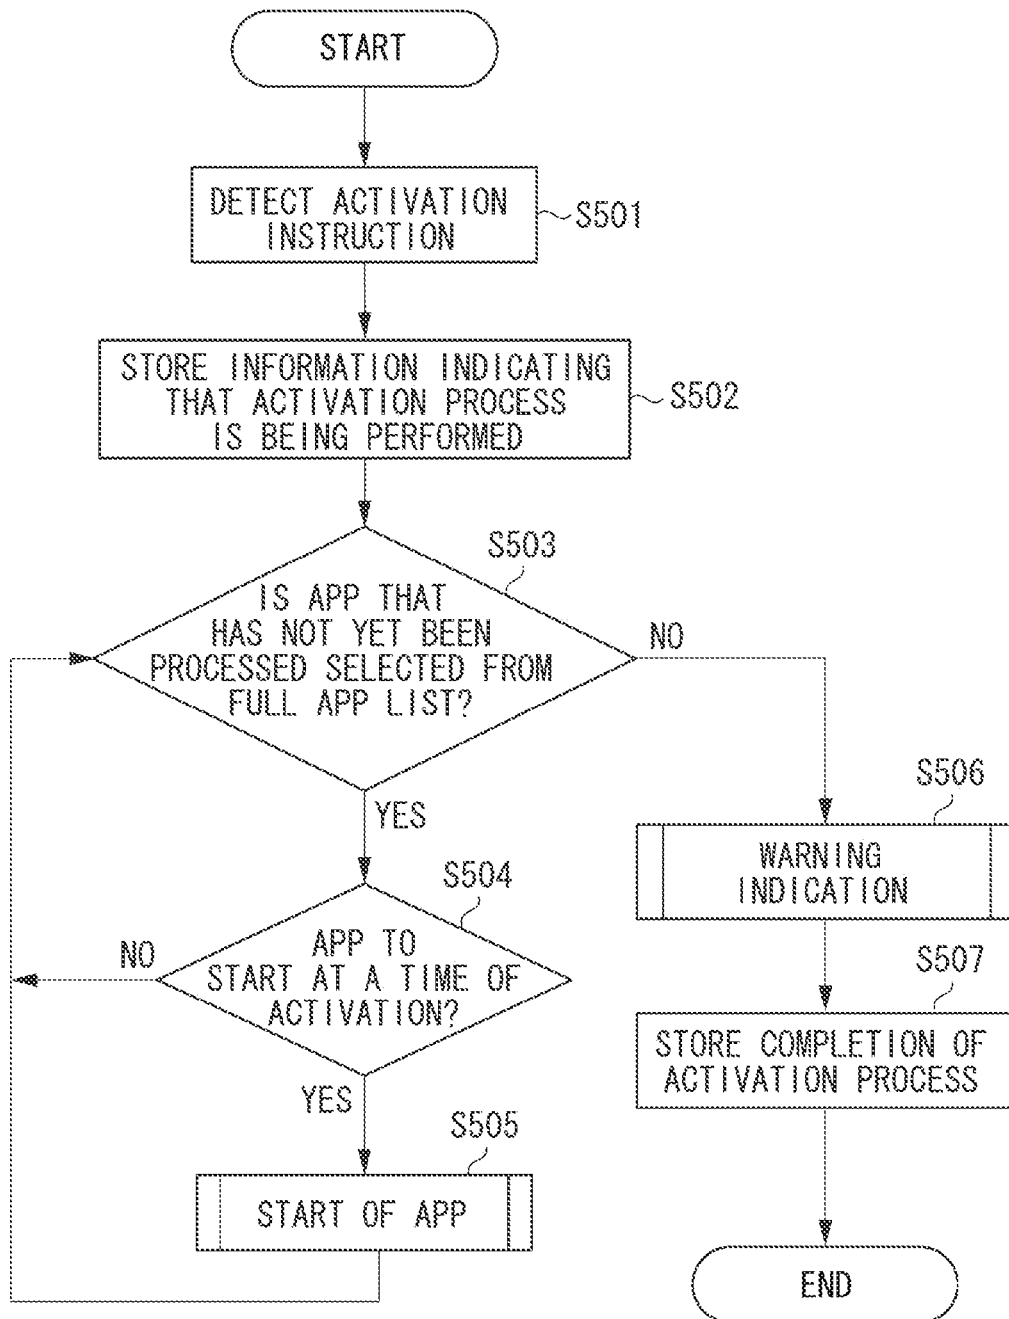 START
DETECT ACTIVATION
INSTRUCTION
S501
STORE INFORMATION INDICATING
THAT ACTIVATION PROCESS
IS BEING PERFORMED
S502
S503
IS APP THAT
HAS NOT YET BEEN
PROCESSED SELECTED FROM
FULL APP LIST?
NO
YES
S504
APP TO
START AT A TIME OF
ACTIVATION?
NO
YES
S505
START OF APP
S506
WARNING
INDICATION
S507
STORE COMPLETION OF
ACTIVATION PROCESS
END